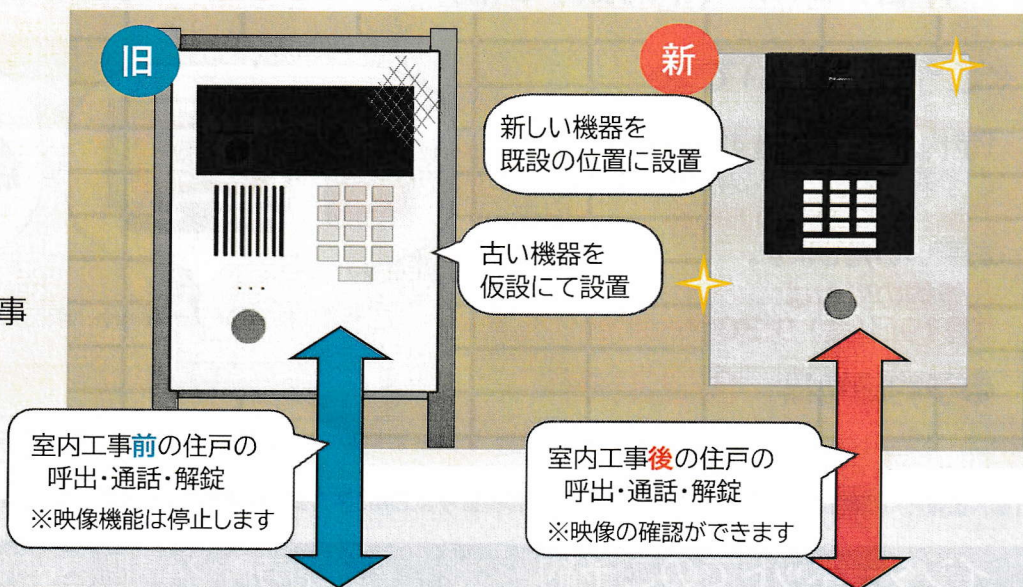 旧
新
新しい機器を
既設の位置に設置
古い機器を
仮設にて設置
事
室内工事前の住戸の
呼出・通話・解錠
※映像機能は停止します
室内工事後の住戸の
呼出・通話・解錠
※映像の確認ができます